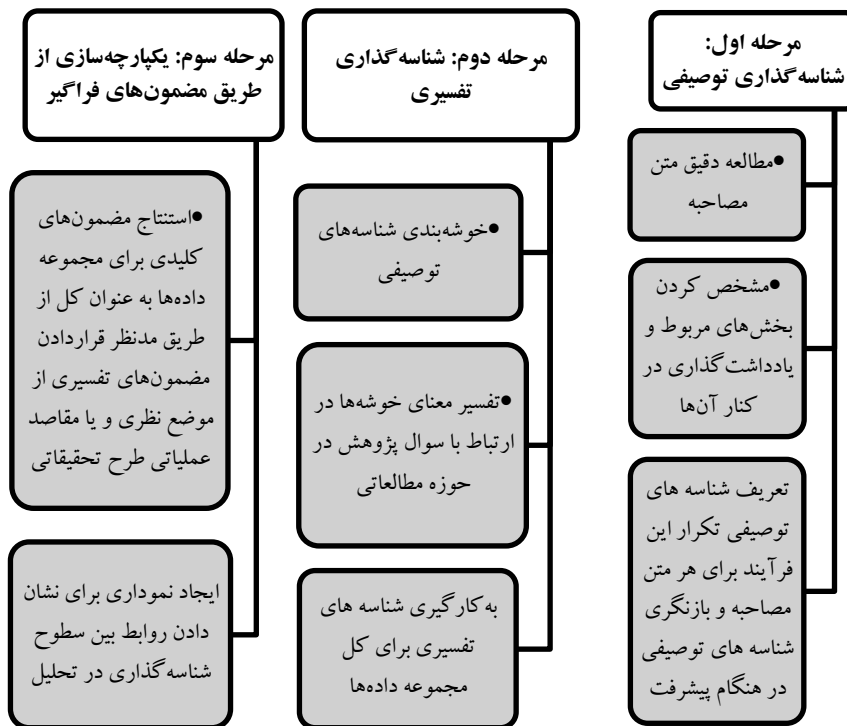 مرحله اول:
شناسه‌گذاری توصیفی
•مطالعه دقیق متن
مصاحبه
•مشخص کردن
بخش‌های مربوط و
یادداشت‌گذاری در
کنار آن‌ها
تعریف شناسه های
توصیفی تکرار این
فرآیند برای هر متن
مصاحبه و بازنگری
شناسه های توصیفی
در هنگام پیشرفت
مرحله دوم: شناسه‌گذاری
تفسیری
•خوشه‌بندی شناسه‌های
توصیفی
•تفسیر معنای خوشه‌ها در
ارتباط با سوال پژوهش در
حوزه مطالعاتی
به‌کارگیری شناسه های
تفسیری برای کل
مجموعه داده‌ها
مرحله سوم: یکپارچه‌سازی از
طریق مضمون‌های فراگیر
•استنتاج مضمون‌های
کلیدی برای مجموعه
داده‌ها به عنوان کل از
طریق مدنظر قراردادن
مضمون‌های تفسیری از
موضع نظری و یا مقاصد
عملیاتی طرح تحقیقاتی
ایجاد نموداری برای نشان
دادن روابط بین سطوح
شناسه‌گذاری در تحلیل